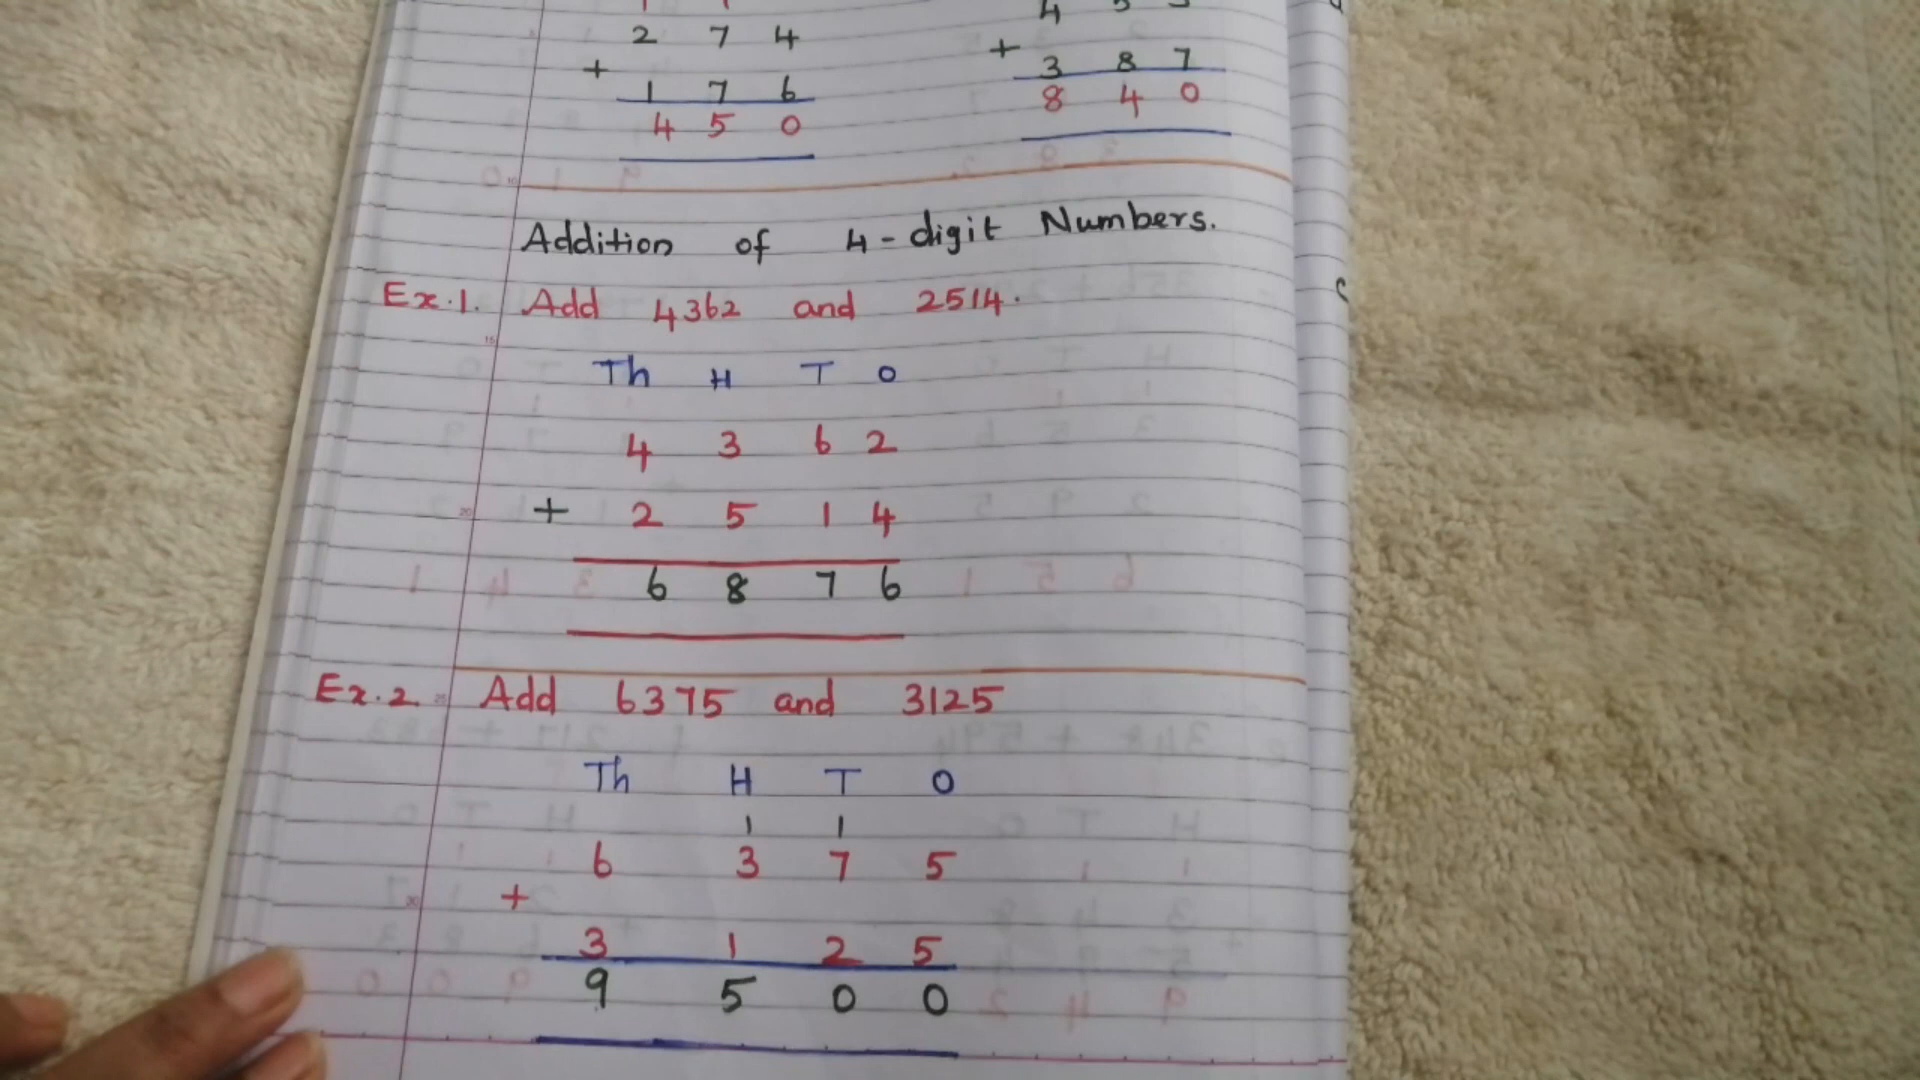 2 7 4
+
1 7 6
4 5 0
+
3 8 7
8 4 0
Addition of 4-digit Numbers.
Ex.1. Add 4362 and 2514.
Th H T O
4 3 6 2
+ 2 5 1 4
6 8 7 6
Ex.2 Add 6375 and 3125
Th H T O
1 1
6 3 7 5
+
3 1 2 5
9 5 0 0